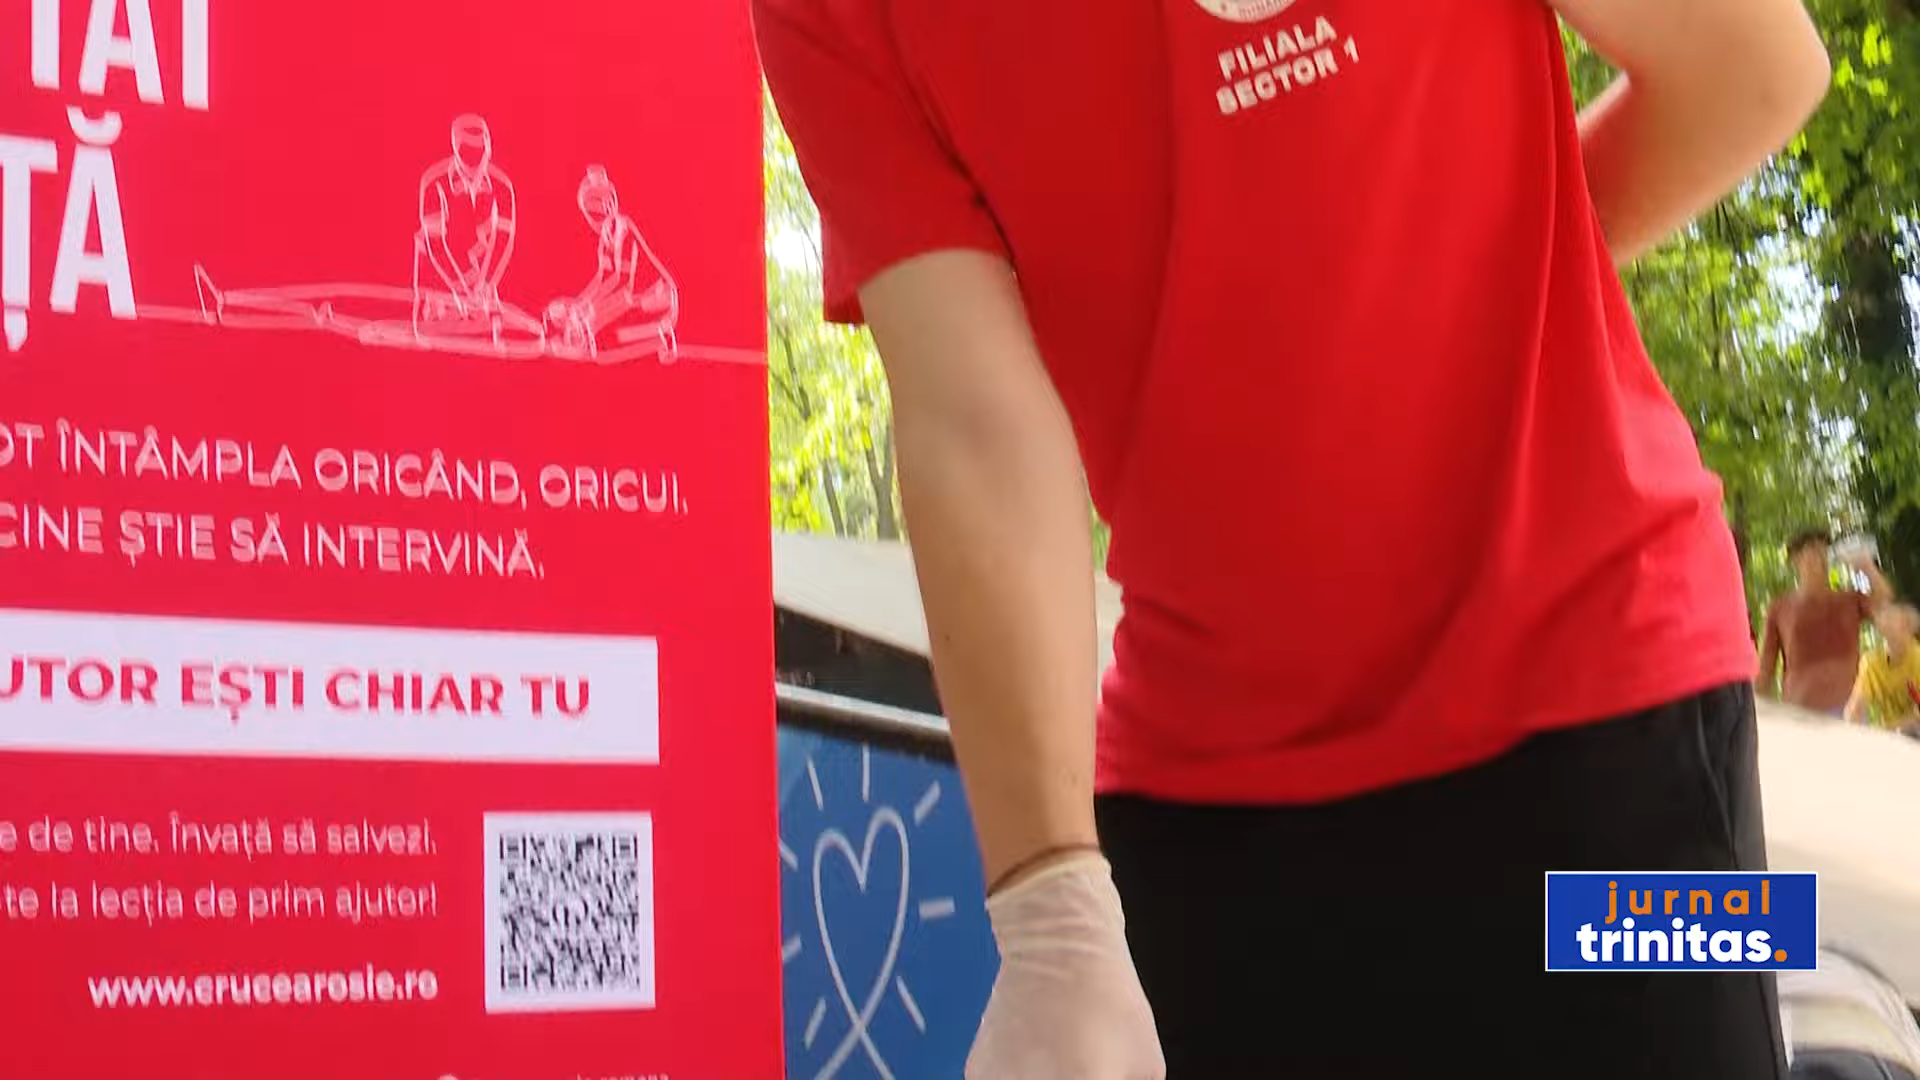 TAT
ȚĂ
OT ÎNTÂMPLA ORICÂND, ORICUI.
CINE ȘTIE SĂ INTERVINĂ.
UTOR EȘTI CHIAR TU
e de tine. Învață să salvezi.
te la lecția de prim ajutor!
www.crucearosie.ro
FILIALA
SECTOR 1
jurnal
trinitas.